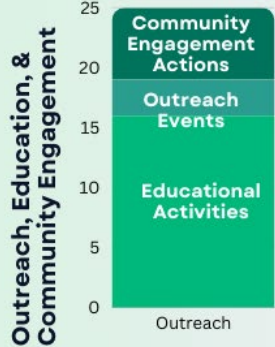 Outreach, Education, &
Community Engagement
25
20
15
10
5
0
Community
Engagement
Actions
Outreach
Events
Educational
Activities
Outreach